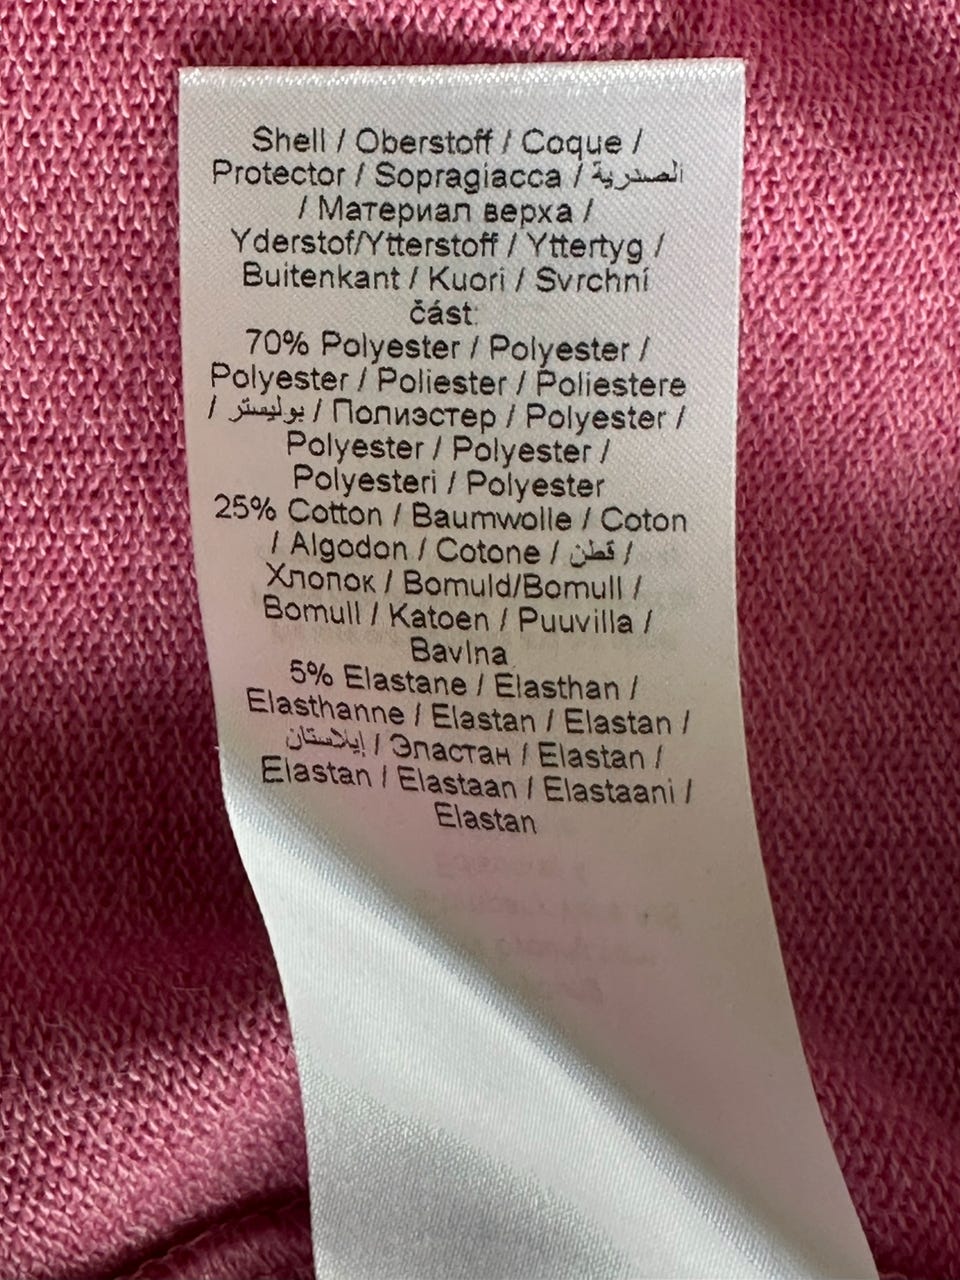 Shell / Oberstoff / Coque /
Protector / Sopragiacca / الصدرية
/ Материал верха /
Yderstof/Ytterstoff / Yttertyg /
Buitenkant / Kuori / Svrchní
část:
70% Polyester / Polyester /
Polyester / Poliester / Poliestere
/ بوليستر / Полиэстер / Polyester /
Polyester / Polyester /
Polyesteri / Polyester
25% Cotton / Baumwolle / Coton
/ Algodon / Cotone / قطن /
Хлопок / Bomuld/Bomull /
Bomull / Katoen / Puuvilla /
Bavlna
5% Elastane / Elasthan /
Elasthanne / Elastan / Elastan /
إيلاستان / Эластан / Elastan /
Elastan / Elastaan / Elastaani /
Elastan